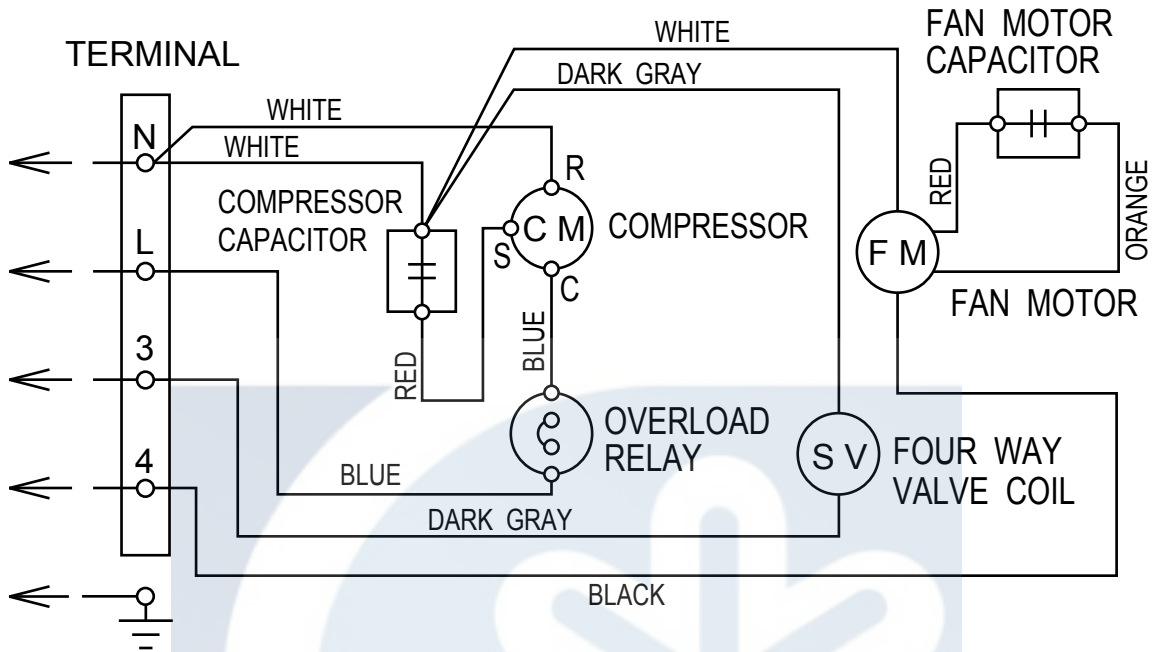 TERMINAL
FAN MOTOR
CAPACITOR
WHITE
DARK GRAY
WHITE
N
WHITE
R
RED
ORANGE
COMPRESSOR
CAPACITOR
S
C M
COMPRESSOR
C
L
F M
FAN MOTOR
3
RED
BLUE
OVERLOAD
RELAY
S V
FOUR WAY
VALVE COIL
4
BLUE
DARK GRAY
BLACK